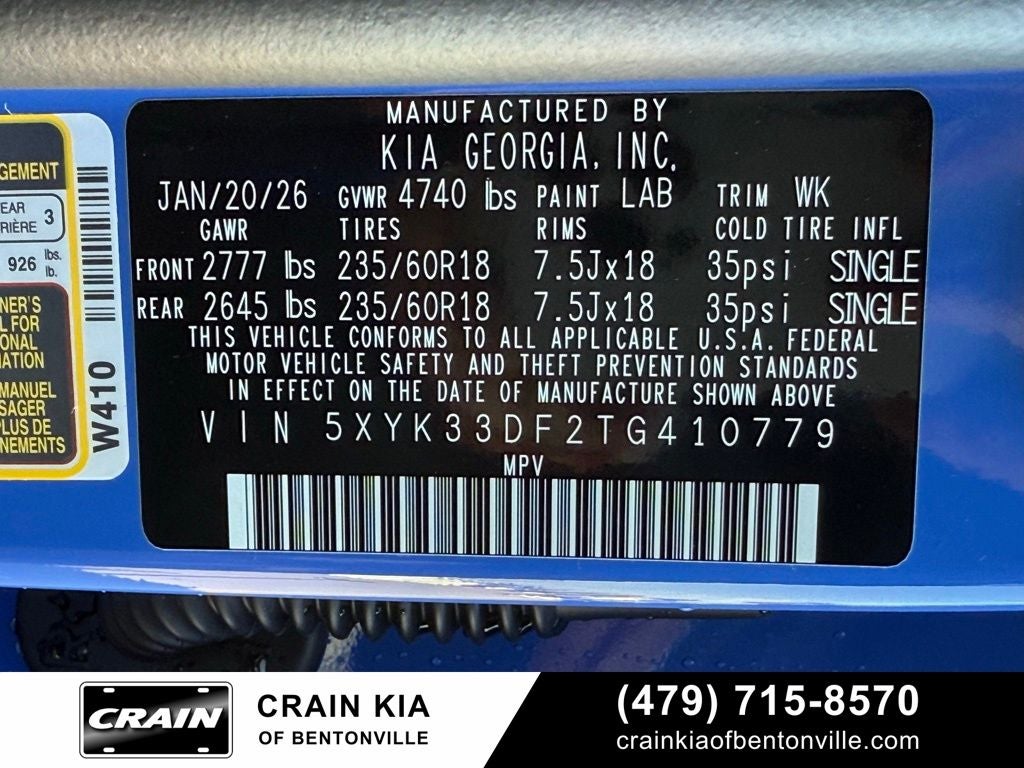 MANUFACTURED BY
KIA GEORGIA, INC.
JAN/20/26 GVWR 4740 lbs PAINT LAB TRIM WK
GAWR TIRES RIMS COLD TIRE INFL
FRONT 2777 lbs 235/60R18 7.5Jx18 35psi SINGLE
REAR 2645 lbs 235/60R18 7.5Jx18 35psi SINGLE
THIS VEHICLE CONFORMS TO ALL APPLICABLE U.S.A. FEDERAL
MOTOR VEHICLE SAFETY AND THEFT PREVENTION STANDARDS
IN EFFECT ON THE DATE OF MANUFACTURE SHOWN ABOVE
VIN 5XYK33DF2TG410779
MPV
GEMENT
EAR
RIÈRE 3
926 lbs.
lb.
NER'S
L FOR
ONAL
MATION
MANUEL
SAGER
PLUS DE
NEMENTS
W410
CRAIN
CRAIN KIA
OF BENTONVILLE
(479) 715-8570
crainkiaofbentonville.com